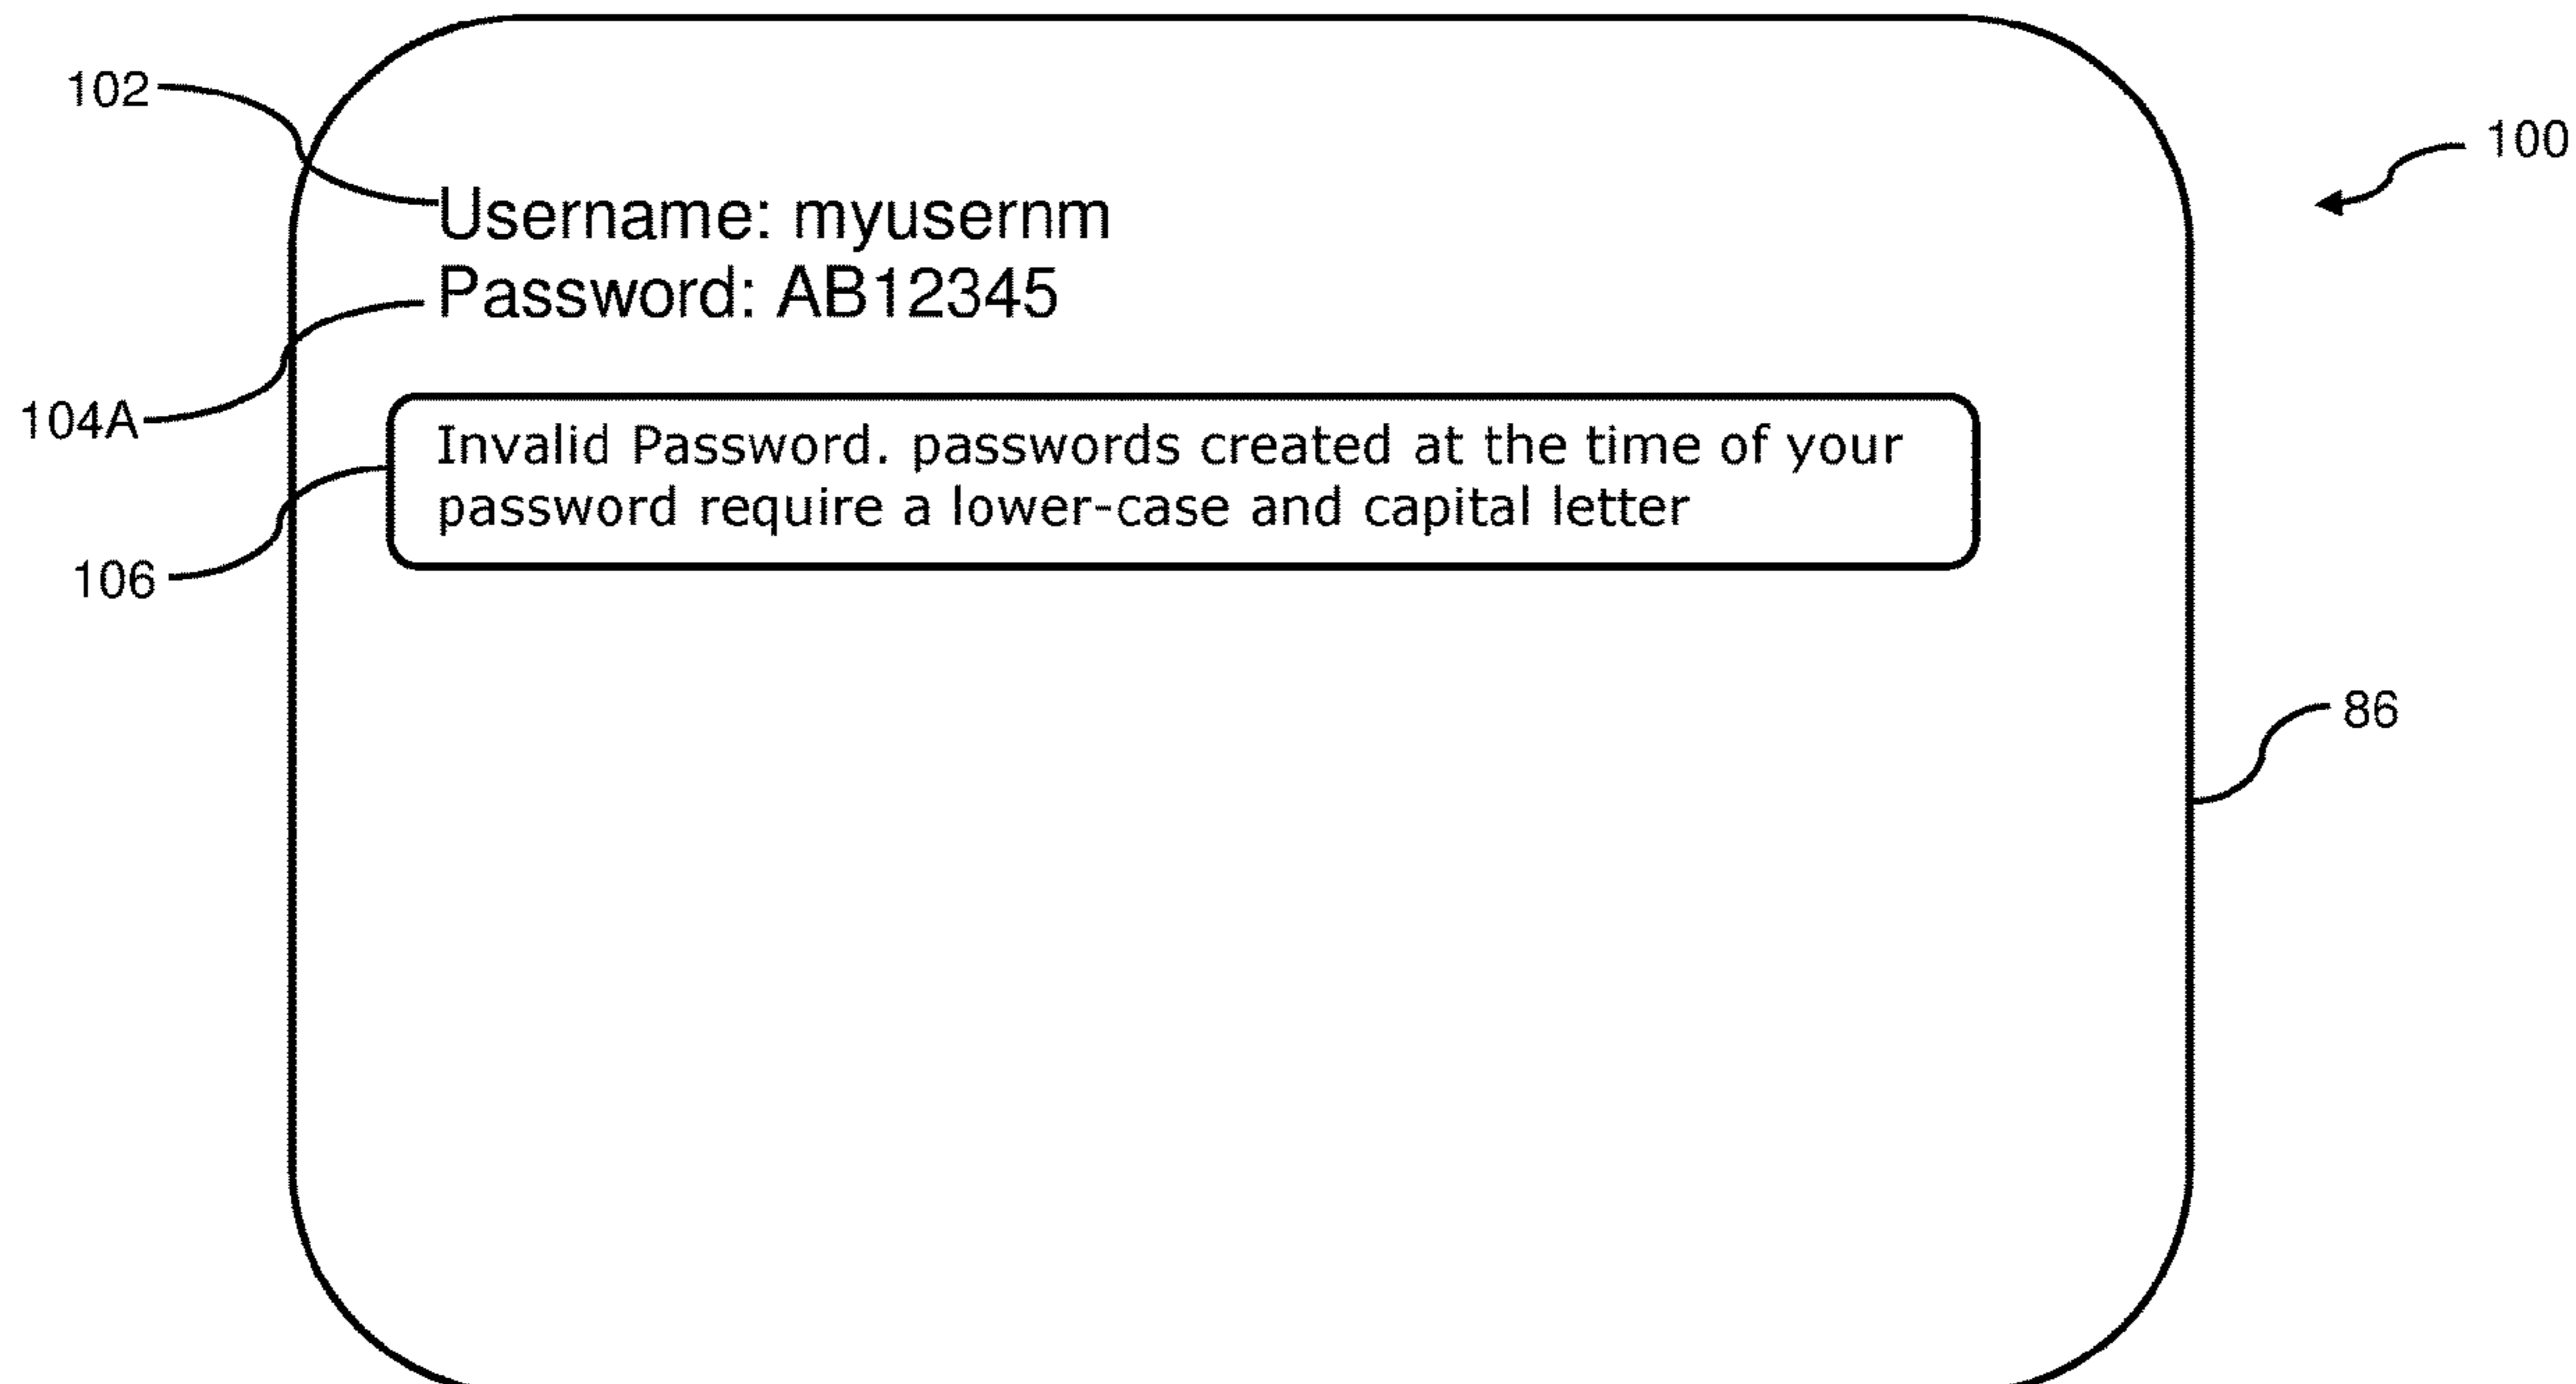 102
100
Username: myusernm
Password: AB12345
104A
Invalid Password. passwords created at the time of your
password require a lower-case and capital letter
106
86